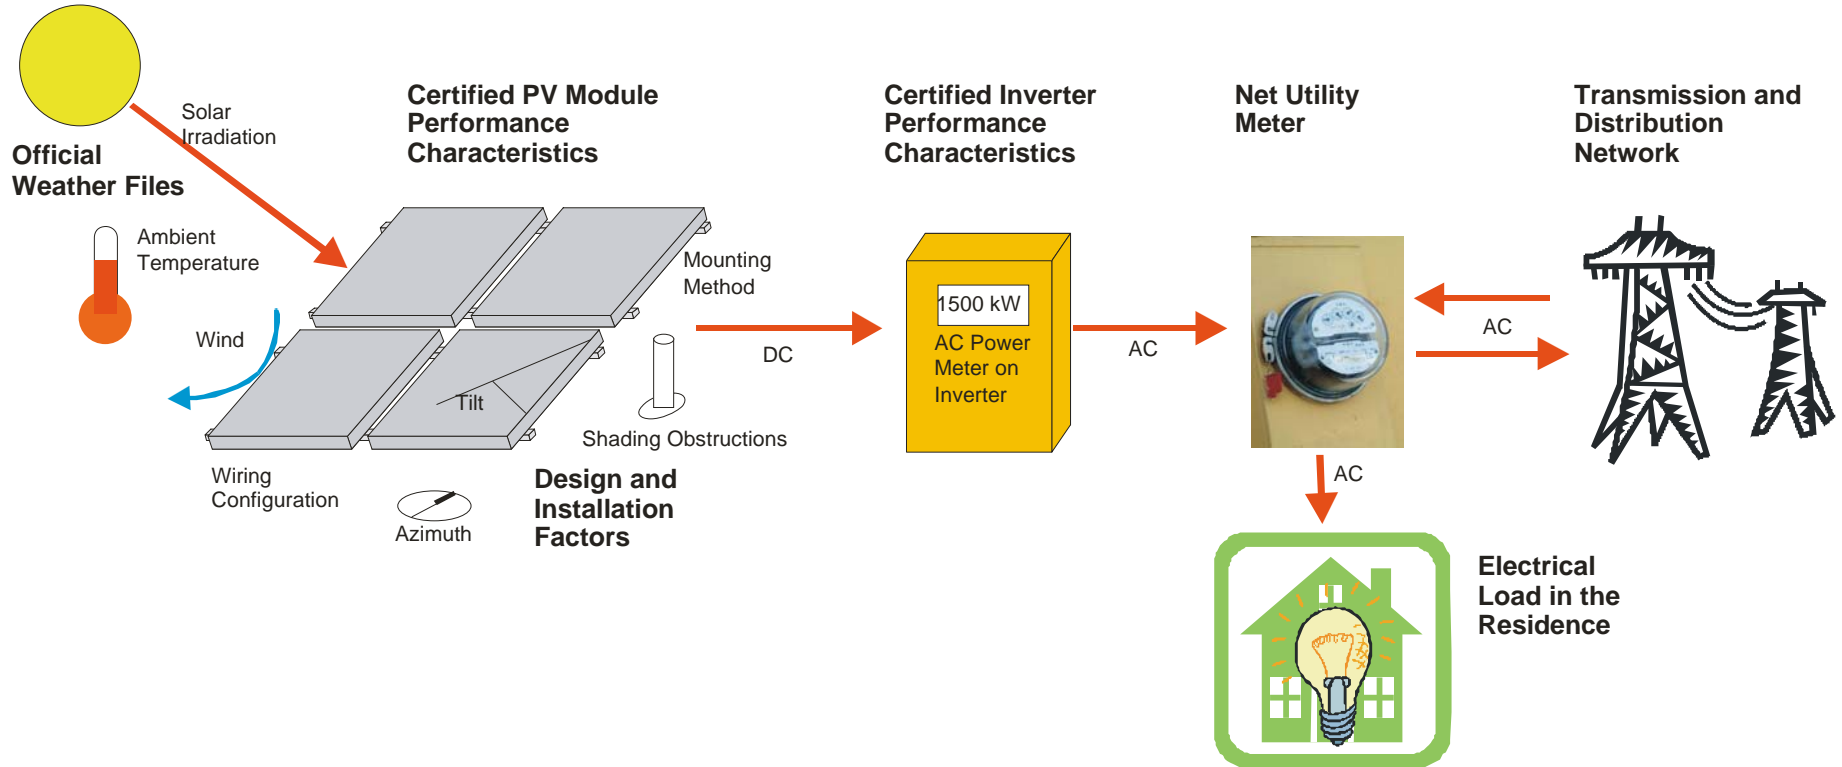 Solar
Irradiation
Official
Weather Files
Ambient
Temperature
Wind
Certified PV Module
Performance
Characteristics
Mounting
Method
Tilt
Shading Obstructions
Wiring
Configuration
Azimuth
Design and
Installation
Factors
DC
Certified Inverter
Performance
Characteristics
1500 kW
AC Power
Meter on
Inverter
AC
Net Utility
Meter
AC
Transmission and
Distribution
Network
AC
Electrical
Load in the
Residence